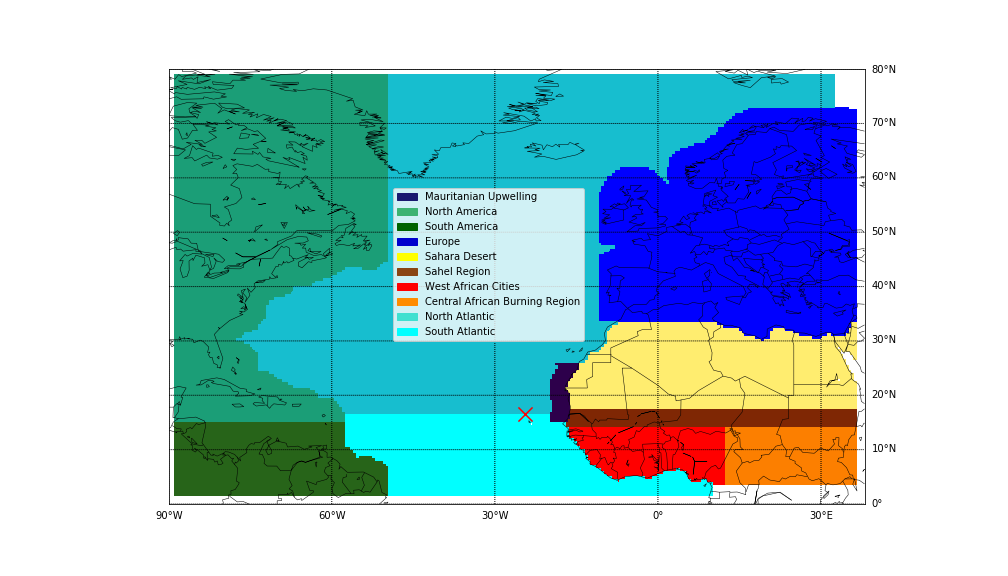 80°N
70°N
60°N
Mauritanian Upwelling
North America
South America
50°N
Europe
Sahara Desert
Sahel Region
40°N
West African Cities
Central African Burning Region
North Atlantic
South Atlantic
30°N
20°N
10°N
0°
90°W 60°W 30°W 0° 30°E